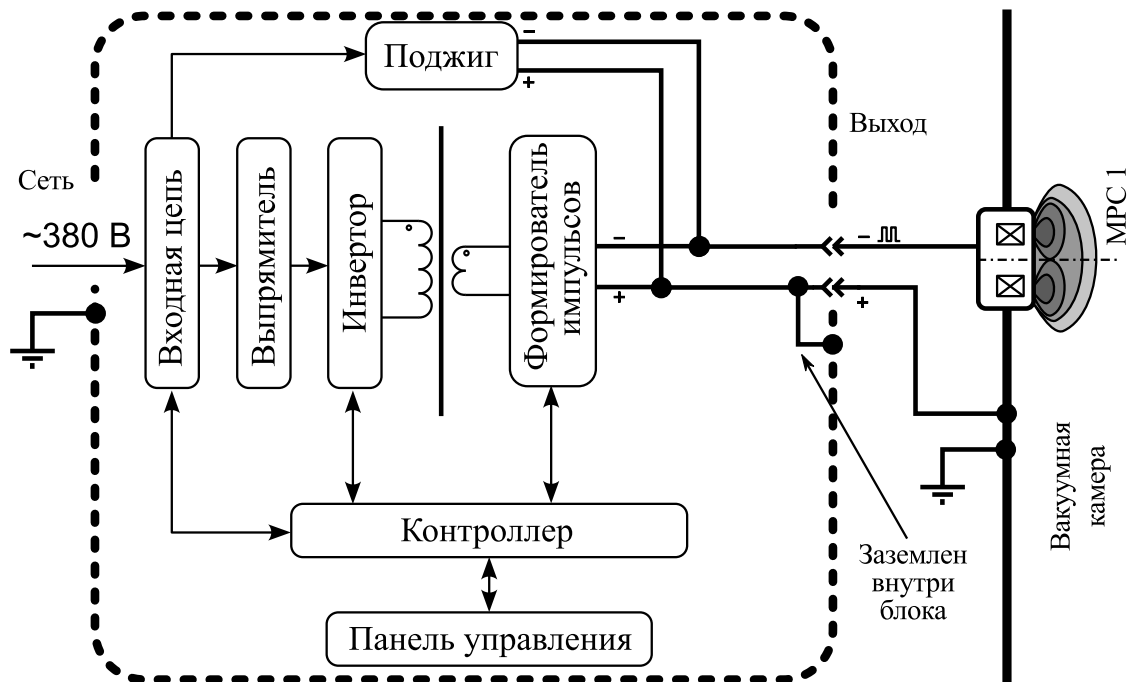 Поджиг
−
+
Выход
Сеть
~380 В
Входная цепь
Выпрямитель
Инвертор
Формирователь
импульсов
−
+
−
+
МРС 1
Контроллер
Панель управления
Заземлен
внутри
блока
Вакуумная
камера